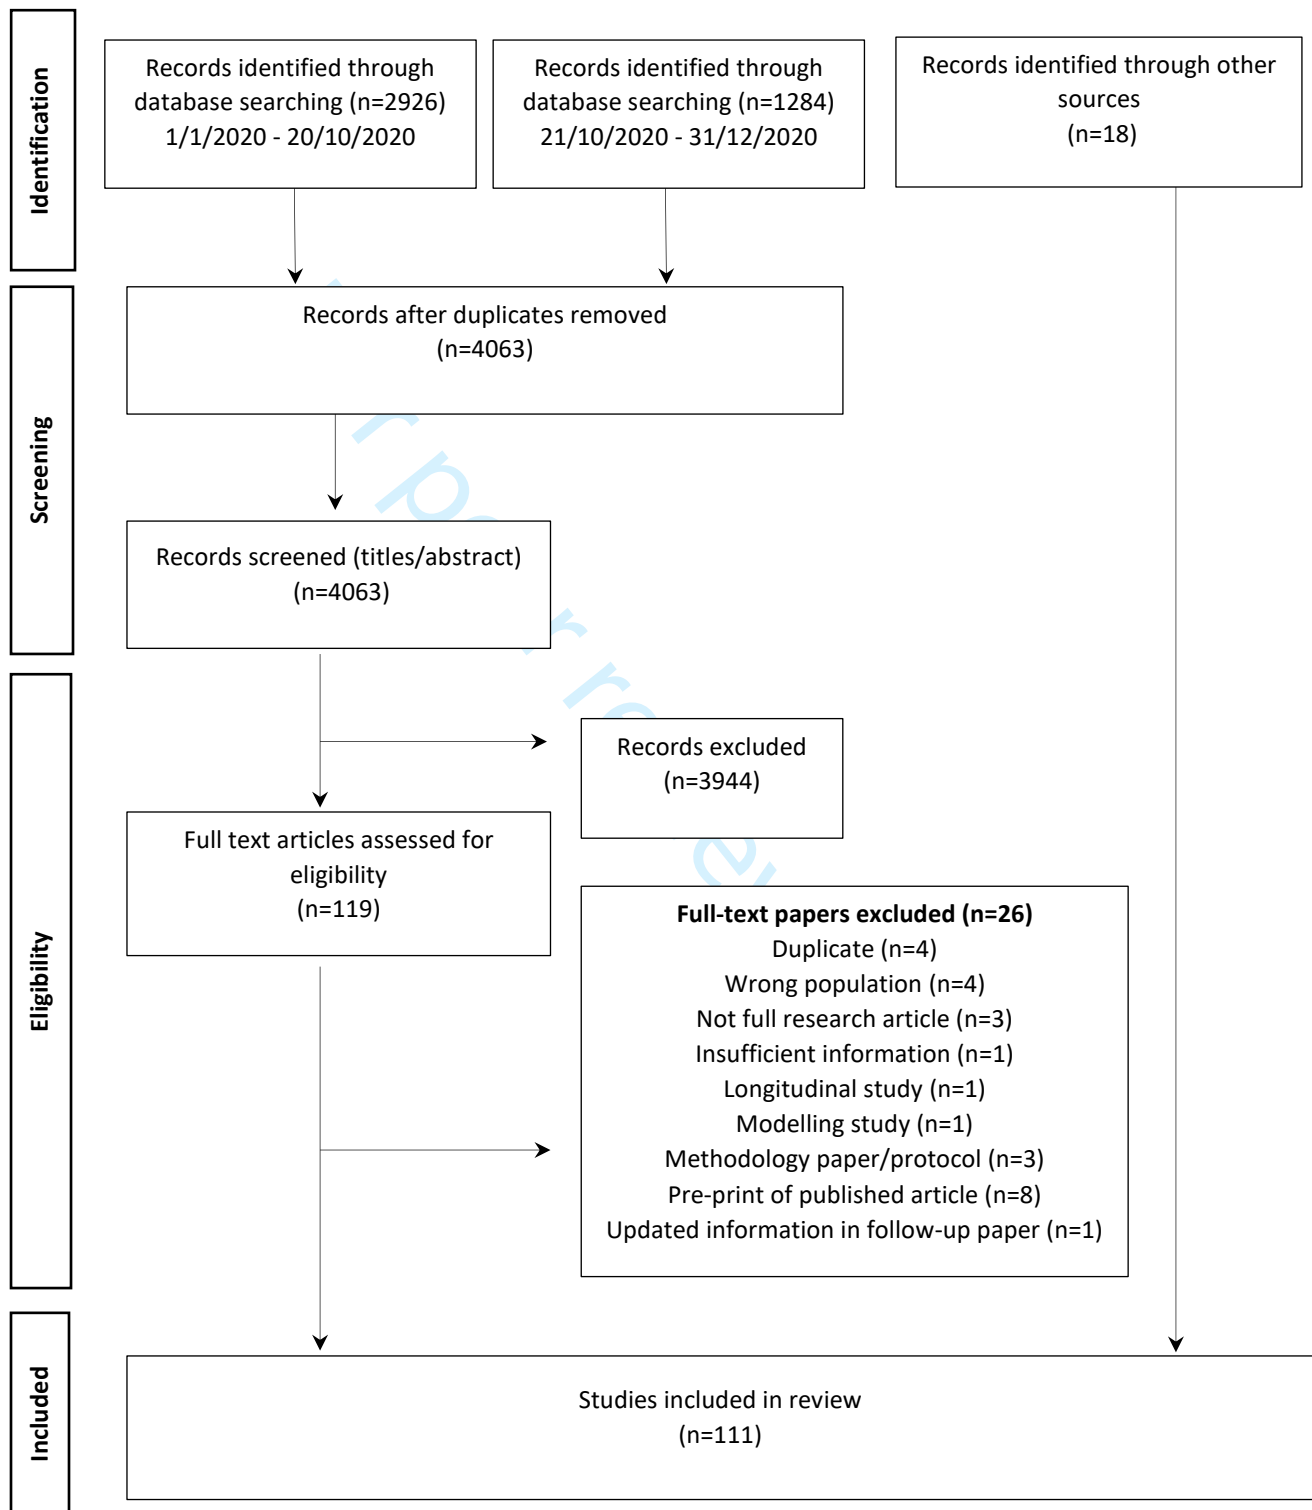 Identification
Records identified through
database searching (n=2926)
1/1/2020 - 20/10/2020
Records identified through
database searching (n=1284)
21/10/2020 - 31/12/2020
Records identified through other
sources
(n=18)
Screening
Records after duplicates removed
(n=4063)
Records screened (titles/abstract)
(n=4063)
Eligibility
Records excluded
(n=3944)
Full text articles assessed for
eligibility
(n=119)
Full-text papers excluded (n=26)
Duplicate (n=4)
Wrong population (n=4)
Not full research article (n=3)
Insufficient information (n=1)
Longitudinal study (n=1)
Modelling study (n=1)
Methodology paper/protocol (n=3)
Pre-print of published article (n=8)
Updated information in follow-up paper (n=1)
Included
Studies included in review
(n=111)